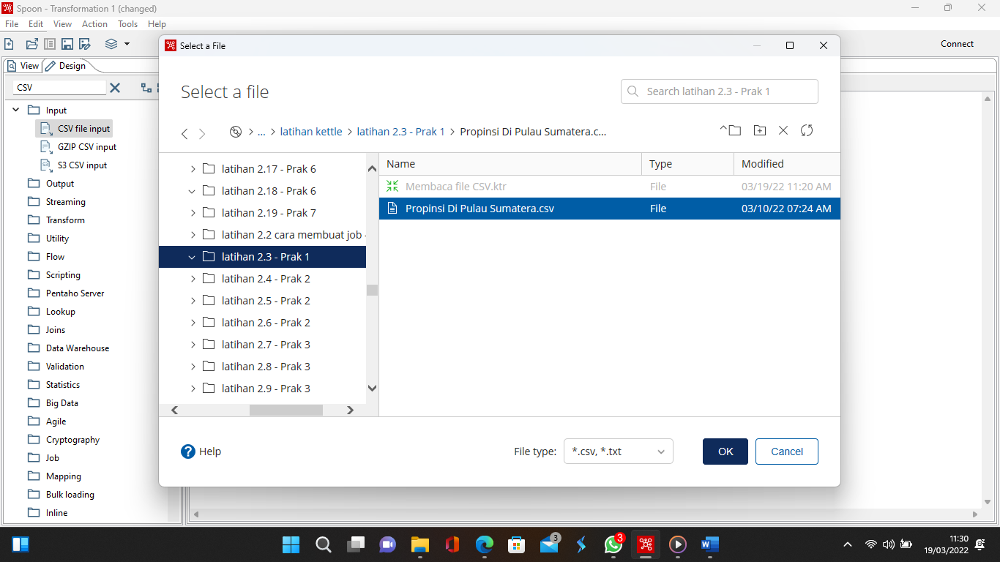 Spoon - Transformation 1 (changed)
File Edit View Action Tools Help
Connect
View Design
CSV
Input
CSV file input
GZIP CSV input
S3 CSV input
Output
Streaming
Transform
Utility
Flow
Scripting
Pentaho Server
Lookup
Joins
Data Warehouse
Validation
Statistics
Big Data
Agile
Cryptography
Job
Mapping
Bulk loading
Inline
Select a File
Select a file
Search latihan 2.3 - Prak 1
> ... > latihan kettle > latihan 2.3 - Prak 1 > Propinsi Di Pulau Sumatera.c...
latihan 2.17 - Prak 6
latihan 2.18 - Prak 6
latihan 2.19 - Prak 7
latihan 2.2 cara membuat job -
latihan 2.3 - Prak 1
latihan 2.4 - Prak 2
latihan 2.5 - Prak 2
latihan 2.6 - Prak 2
latihan 2.7 - Prak 3
latihan 2.8 - Prak 3
latihan 2.9 - Prak 3
Name Type Modified
Membaca file CSV.ktr File 03/19/22 11:20 AM
Propinsi Di Pulau Sumatera.csv File 03/10/22 07:24 AM
Help
File type: *.csv, *.txt
OK Cancel
3
3
11:30
19/03/2022